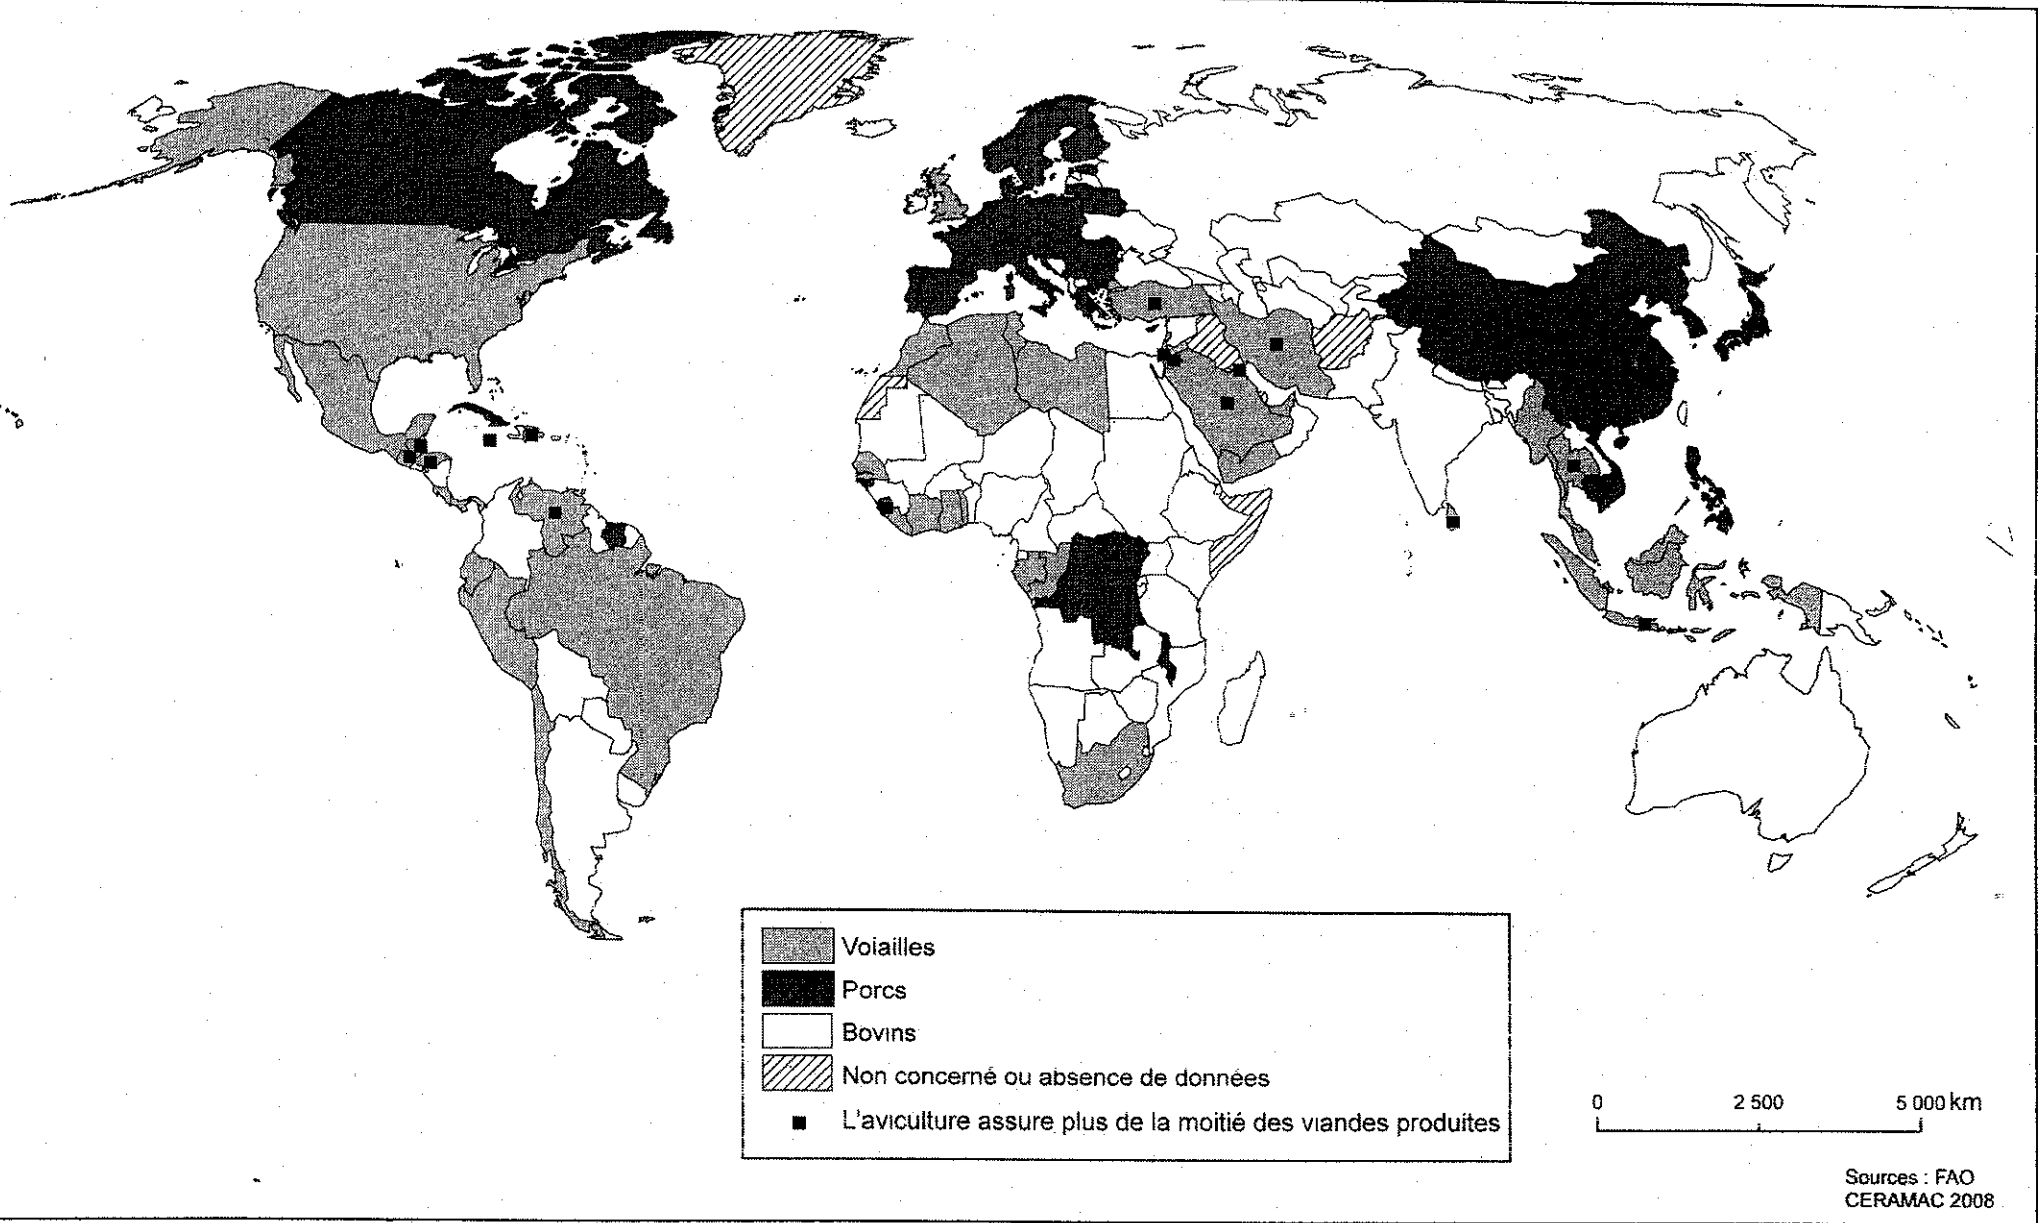 Volailles
Porcs
Bovins
Non concerné ou absence de données
L'aviculture assure plus de la moitié des viandes produites
0 2 500 5 000 km
Sources : FAO
CERAMAC 2008